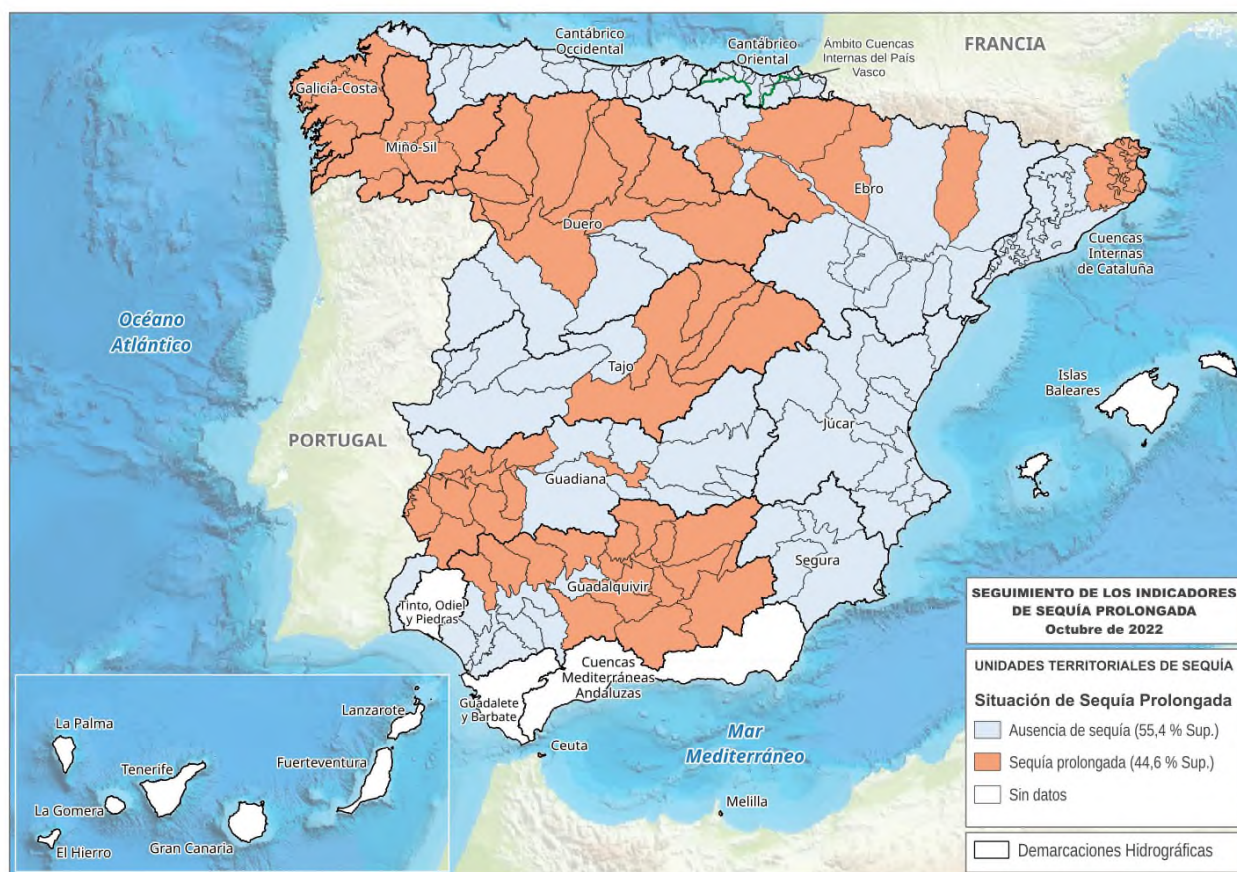 Cantábrico
Occidental
Cantábrico
Oriental
Ámbito Cuencas
Internas del País
Vasco
FRANCIA
Galicia-Costa
Miño-Sil
Ebro
Duero
Cuencas
Internas
de Cataluña
Océano
Atlántico
Tajo
Islas
Baleares
PORTUGAL
Júcar
Guadiana
Segura
Guadalquivir
Tinto, Odiel
y Piedras
Cuencas
Mediterráneas
Andaluzas
Guadalete
y Barbate
Ceuta
Mar
Mediterráneo
Melilla
La Palma
Lanzarote
Tenerife
Fuerteventura
La Gomera
El Hierro
Gran Canaria
SEGUIMIENTO DE LOS INDICADORES
DE SEQUÍA PROLONGADA
Octubre de 2022
UNIDADES TERRITORIALES DE SEQUÍA
Situación de Sequía Prolongada
Ausencia de sequía (55,4 % Sup.)
Sequía prolongada (44,6 % Sup.)
Sin datos
Demarcaciones Hidrográficas